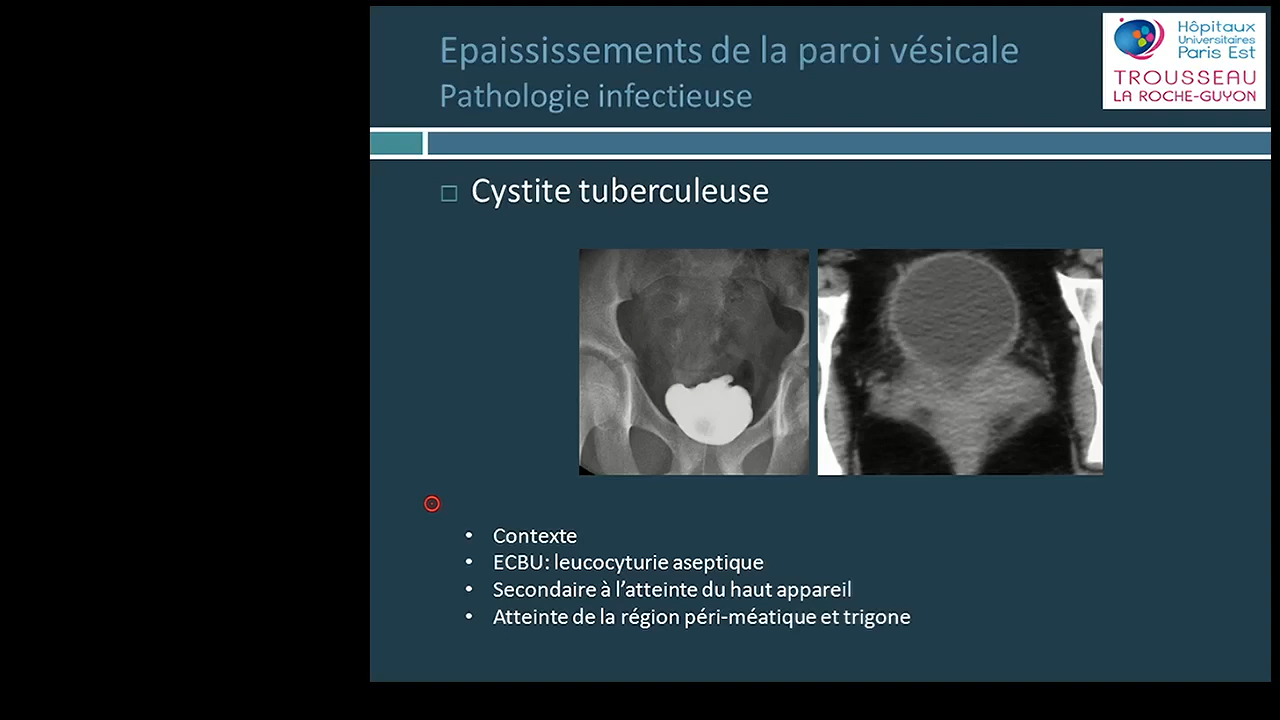 Epaississements de la paroi vésicale
Pathologie infectieuse
Hôpitaux
Universitaires
Paris Est
TROUSSEAU
LA ROCHE-GUYON
Cystite tuberculeuse
• Contexte
• ECBU: leucocyturie aseptique
• Secondaire à l’atteinte du haut appareil
• Atteinte de la région péri-méatique et trigone